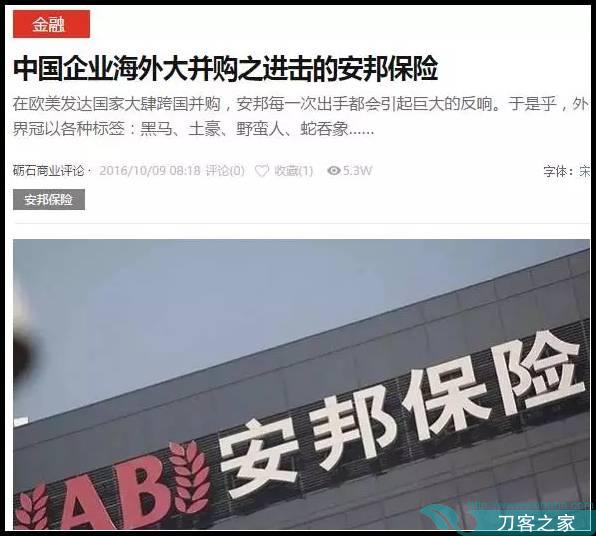 金融
中国企业海外大并购之进击的安邦保险
在欧美发达国家大肆跨国并购，安邦每一次出手都会引起巨大的反响。于是乎，外
界冠以各种标签：黑马、土豪、野蛮人、蛇吞象......
砺石商业评论· 2016/10/09 08:18 评论(0) 收藏(1) 5.3W 字体：宋
安邦保险
AB 安邦保险
刀客之家